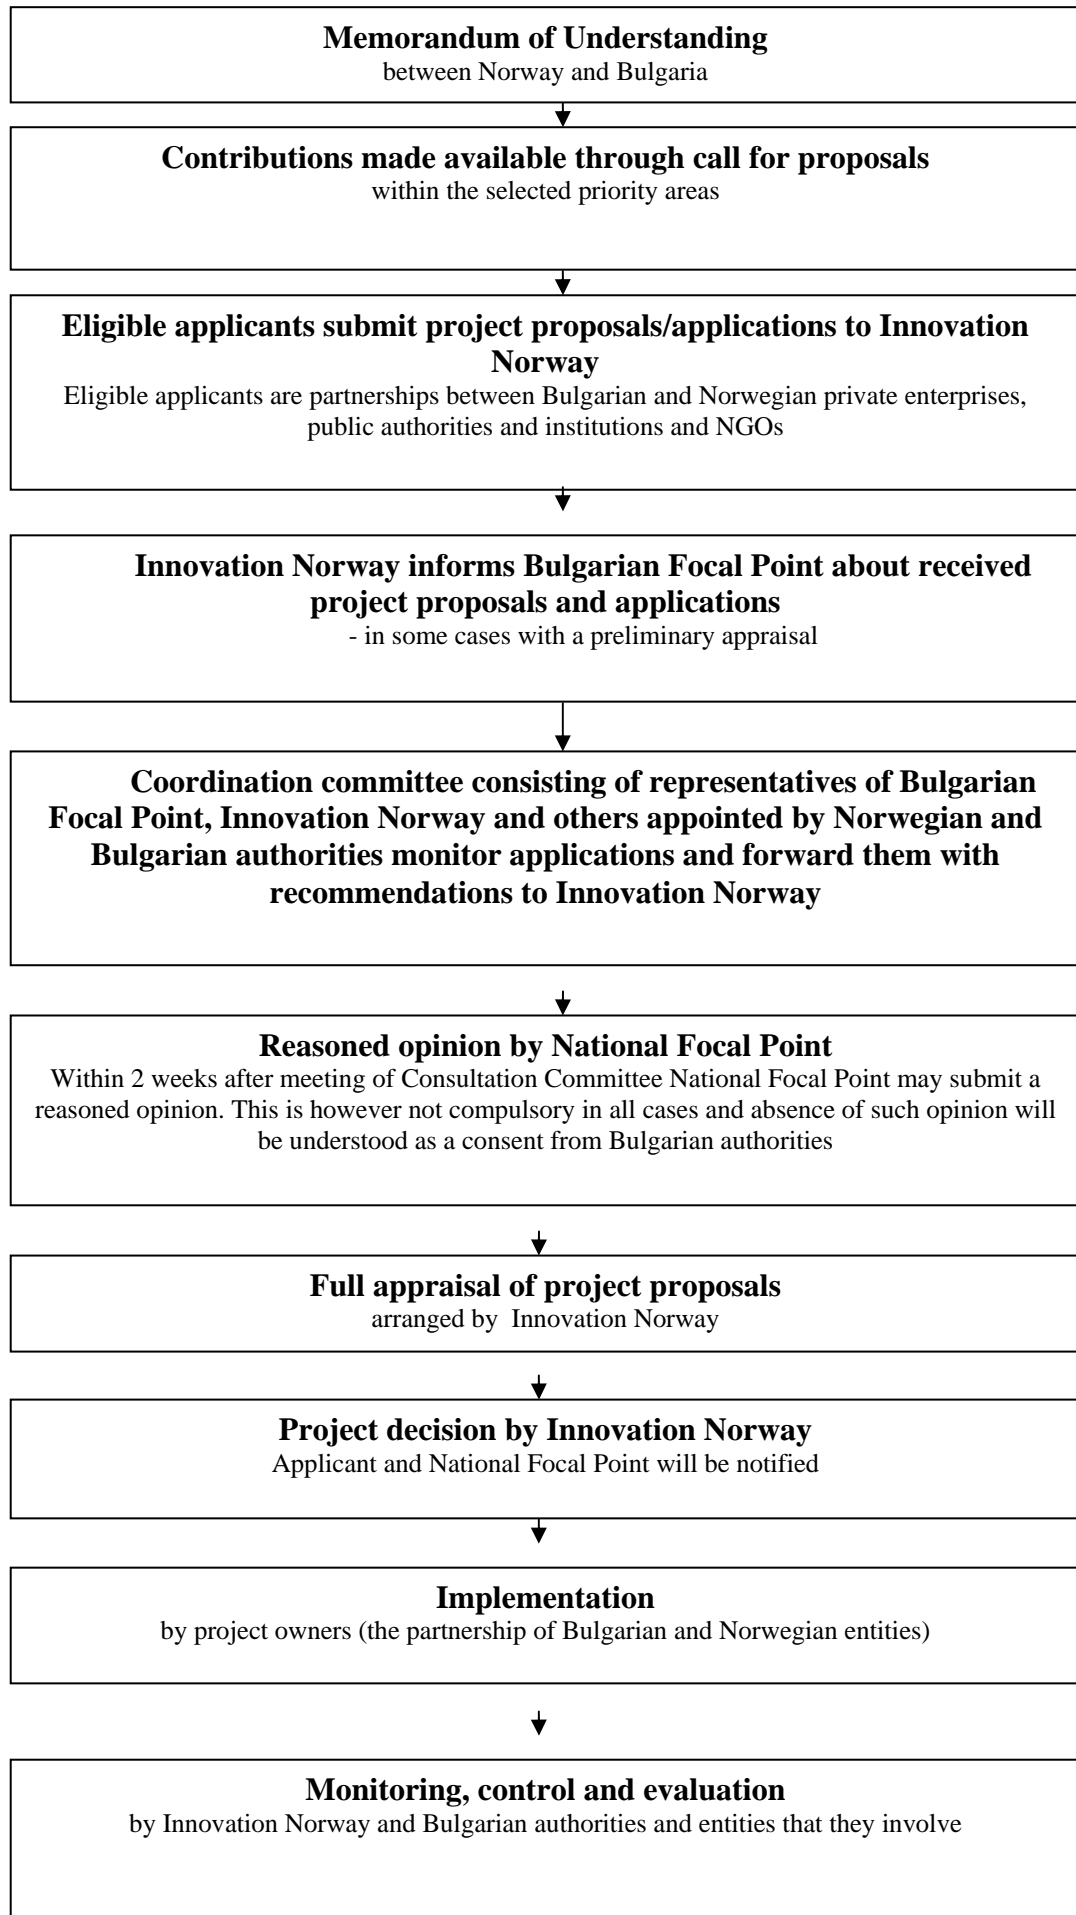 Memorandum of Understanding
between Norway and Bulgaria
Contributions made available through call for proposals
within the selected priority areas
Eligible applicants submit project proposals/applications to Innovation
Norway
Eligible applicants are partnerships between Bulgarian and Norwegian private enterprises,
public authorities and institutions and NGOs
Innovation Norway informs Bulgarian Focal Point about received
project proposals and applications
- in some cases with a preliminary appraisal
Coordination committee consisting of representatives of Bulgarian
Focal Point, Innovation Norway and others appointed by Norwegian and
Bulgarian authorities monitor applications and forward them with
recommendations to Innovation Norway
Reasoned opinion by National Focal Point
Within 2 weeks after meeting of Consultation Committee National Focal Point may submit a
reasoned opinion. This is however not compulsory in all cases and absence of such opinion will
be understood as a consent from Bulgarian authorities
Full appraisal of project proposals
arranged by  Innovation Norway
Project decision by Innovation Norway
Applicant and National Focal Point will be notified
Implementation
by project owners (the partnership of Bulgarian and Norwegian entities)
Monitoring, control and evaluation
by Innovation Norway and Bulgarian authorities and entities that they involve